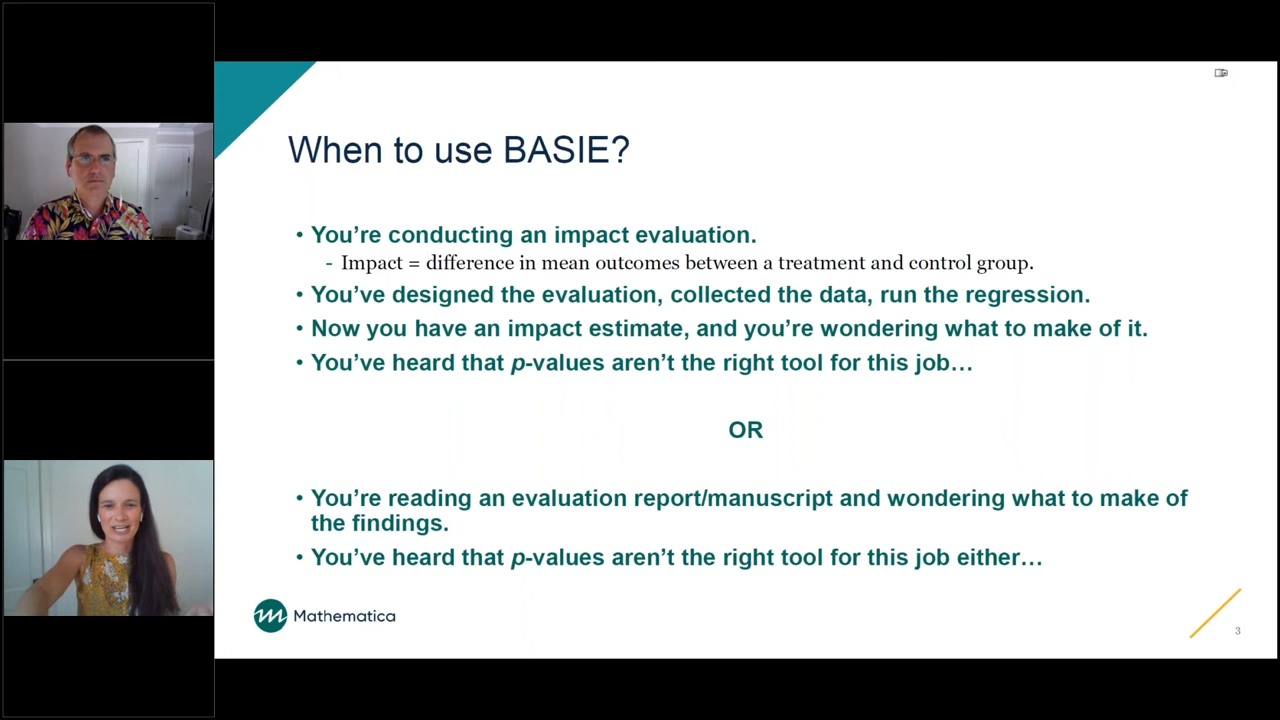 When to use BASIE?
• You’re conducting an impact evaluation.
- Impact = difference in mean outcomes between a treatment and control group.
• You’ve designed the evaluation, collected the data, run the regression.
• Now you have an impact estimate, and you’re wondering what to make of it.
• You’ve heard that p-values aren’t the right tool for this job…
OR
• You’re reading an evaluation report/manuscript and wondering what to make of
the findings.
• You’ve heard that p-values aren’t the right tool for this job either…
Mathematica
3